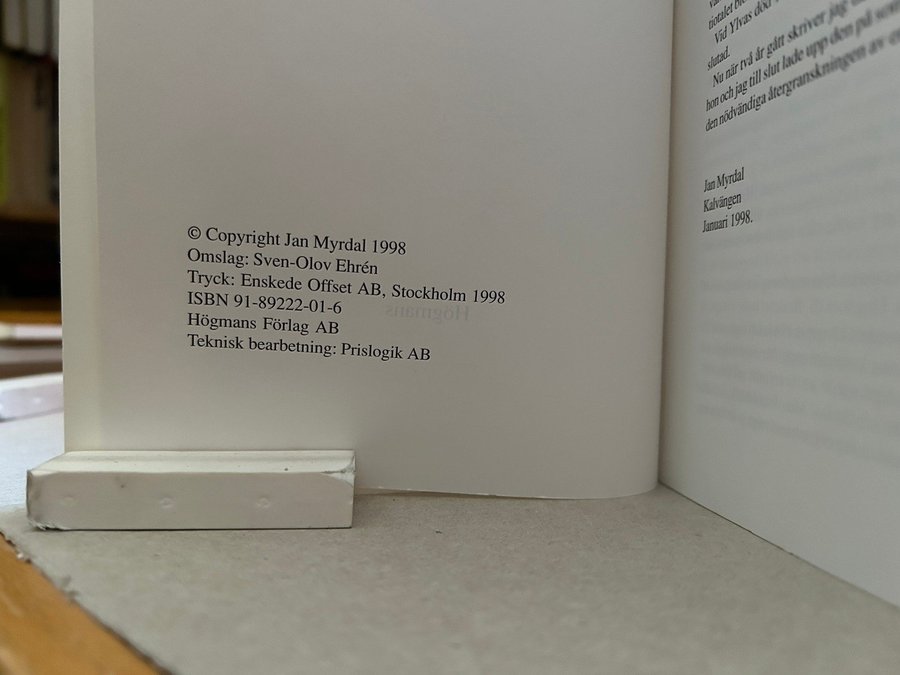 © Copyright Jan Myrdal 1998
Omslag: Sven-Olov Ehrén
Tryck: Enskede Offset AB, Stockholm 1998
ISBN 91-89222-01-6
Högmans Förlag AB
Teknisk bearbetning: Prislogik AB
Högmans
Vid Ylvas död
slutad.
Nu när två år gått skriver jag
hon och jag till slut lade upp den på som
den nödvändiga återgranskningen av
Jan Myrdal
Kalvängen
Januari 1998.